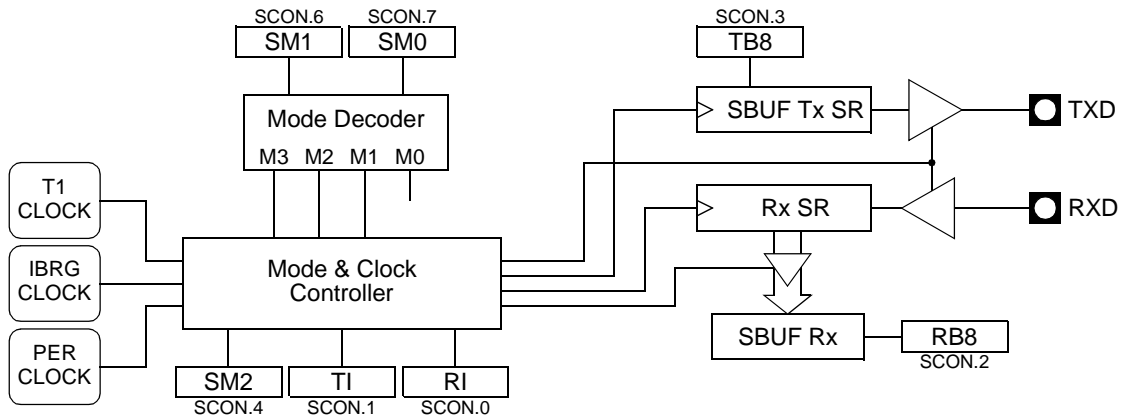 SCON.6
SCON.7
SCON.3
SM1
SM0
TB8
Mode Decoder
M3
M2
M1
M0
SBUF Tx SR
TXD
T1
CLOCK
Rx SR
RXD
IBRG
CLOCK
Mode & Clock
Controller
PER
CLOCK
SBUF Rx
RB8
SCON.2
SM2
TI
RI
SCON.4
SCON.1
SCON.0